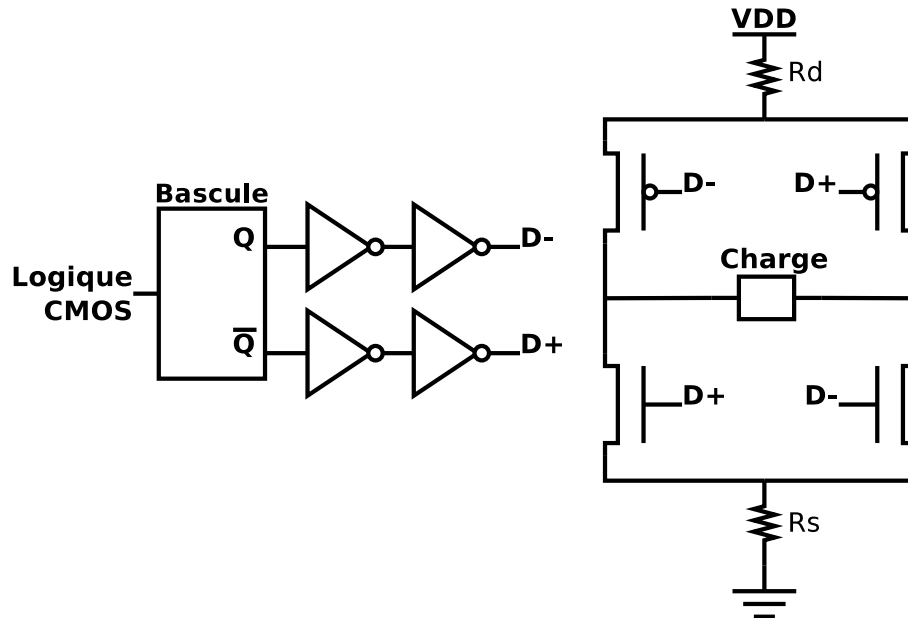 VDD
Rd
D-
D+
Bascule
Q
D-
Logique
CMOS
Charge
Q
D+
D+
D-
Rs